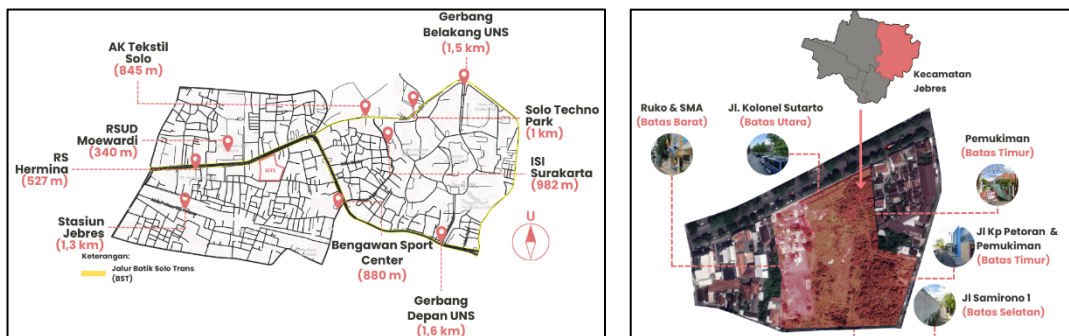 Gerbang
Belakang UNS
(1,5 km)
AK Tekstil
Solo
(845 m)
Solo Techno
Park
(1 km)
RSUD
Moewardi
(340 m)
RS
Hermina
(527 m)
SITE
ISI
Surakarta
(982 m)
Stasiun
Jebres
(1,3 km)
Bengawan Sport
Center
(880 m)
U
Keterangan:
Jalur Batik Solo Trans
(BST)
Gerbang
Depan UNS
(1,6 km)
Kecamatan
Jebres
Ruko & SMA
(Batas Barat)
Jl. Kolonel Sutarto
(Batas Utara)
Pemukiman
(Batas Timur)
Jl Kp Petoran &
Pemukiman
(Batas Timur)
Jl Samirono 1
(Batas Selatan)